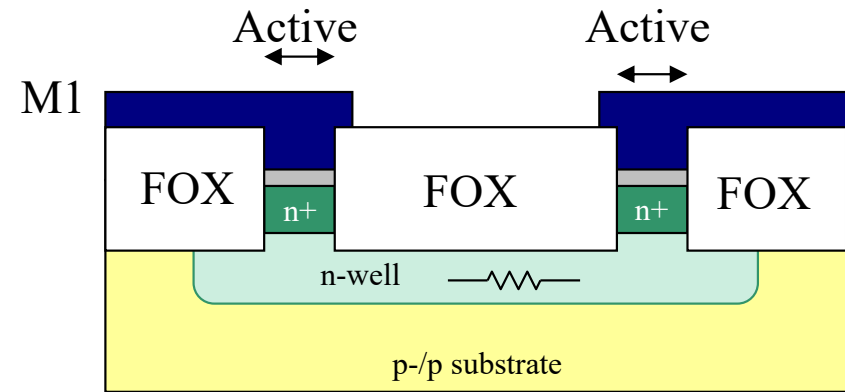 Active
Active
M1
FOX
FOX
FOX
n+
n+
n-well
p-/p substrate